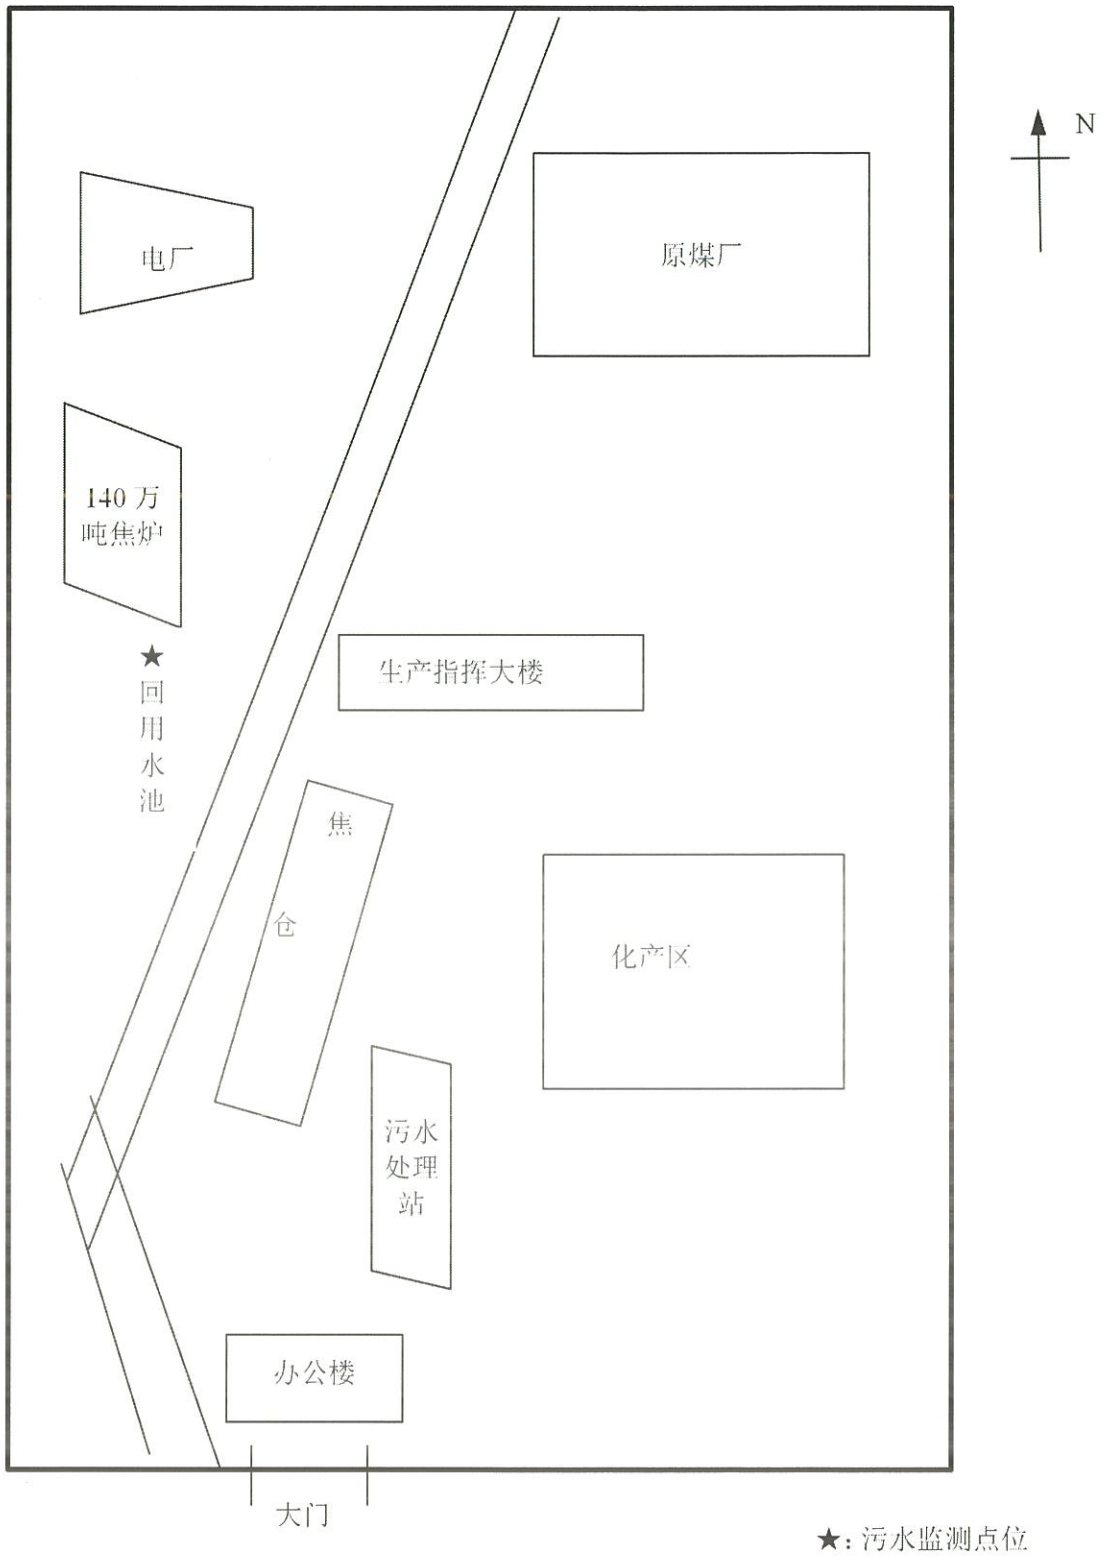 N
电厂
原煤厂
140 万
吨焦炉
★
回
用
水
池
生产指挥大楼
焦
仓
化产区
污水
处理
站
办公楼
大门
★: 污水监测点位